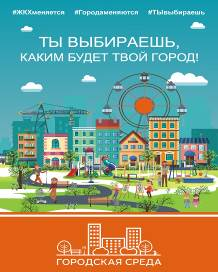 #ЖКХменяется #Городаменяются #ТЫвыбираешь
ТЫ ВЫБИРАЕШЬ,
КАКИМ БУДЕТ ТВОЙ ГОРОД!
ГОРОДСКАЯ СРЕДА